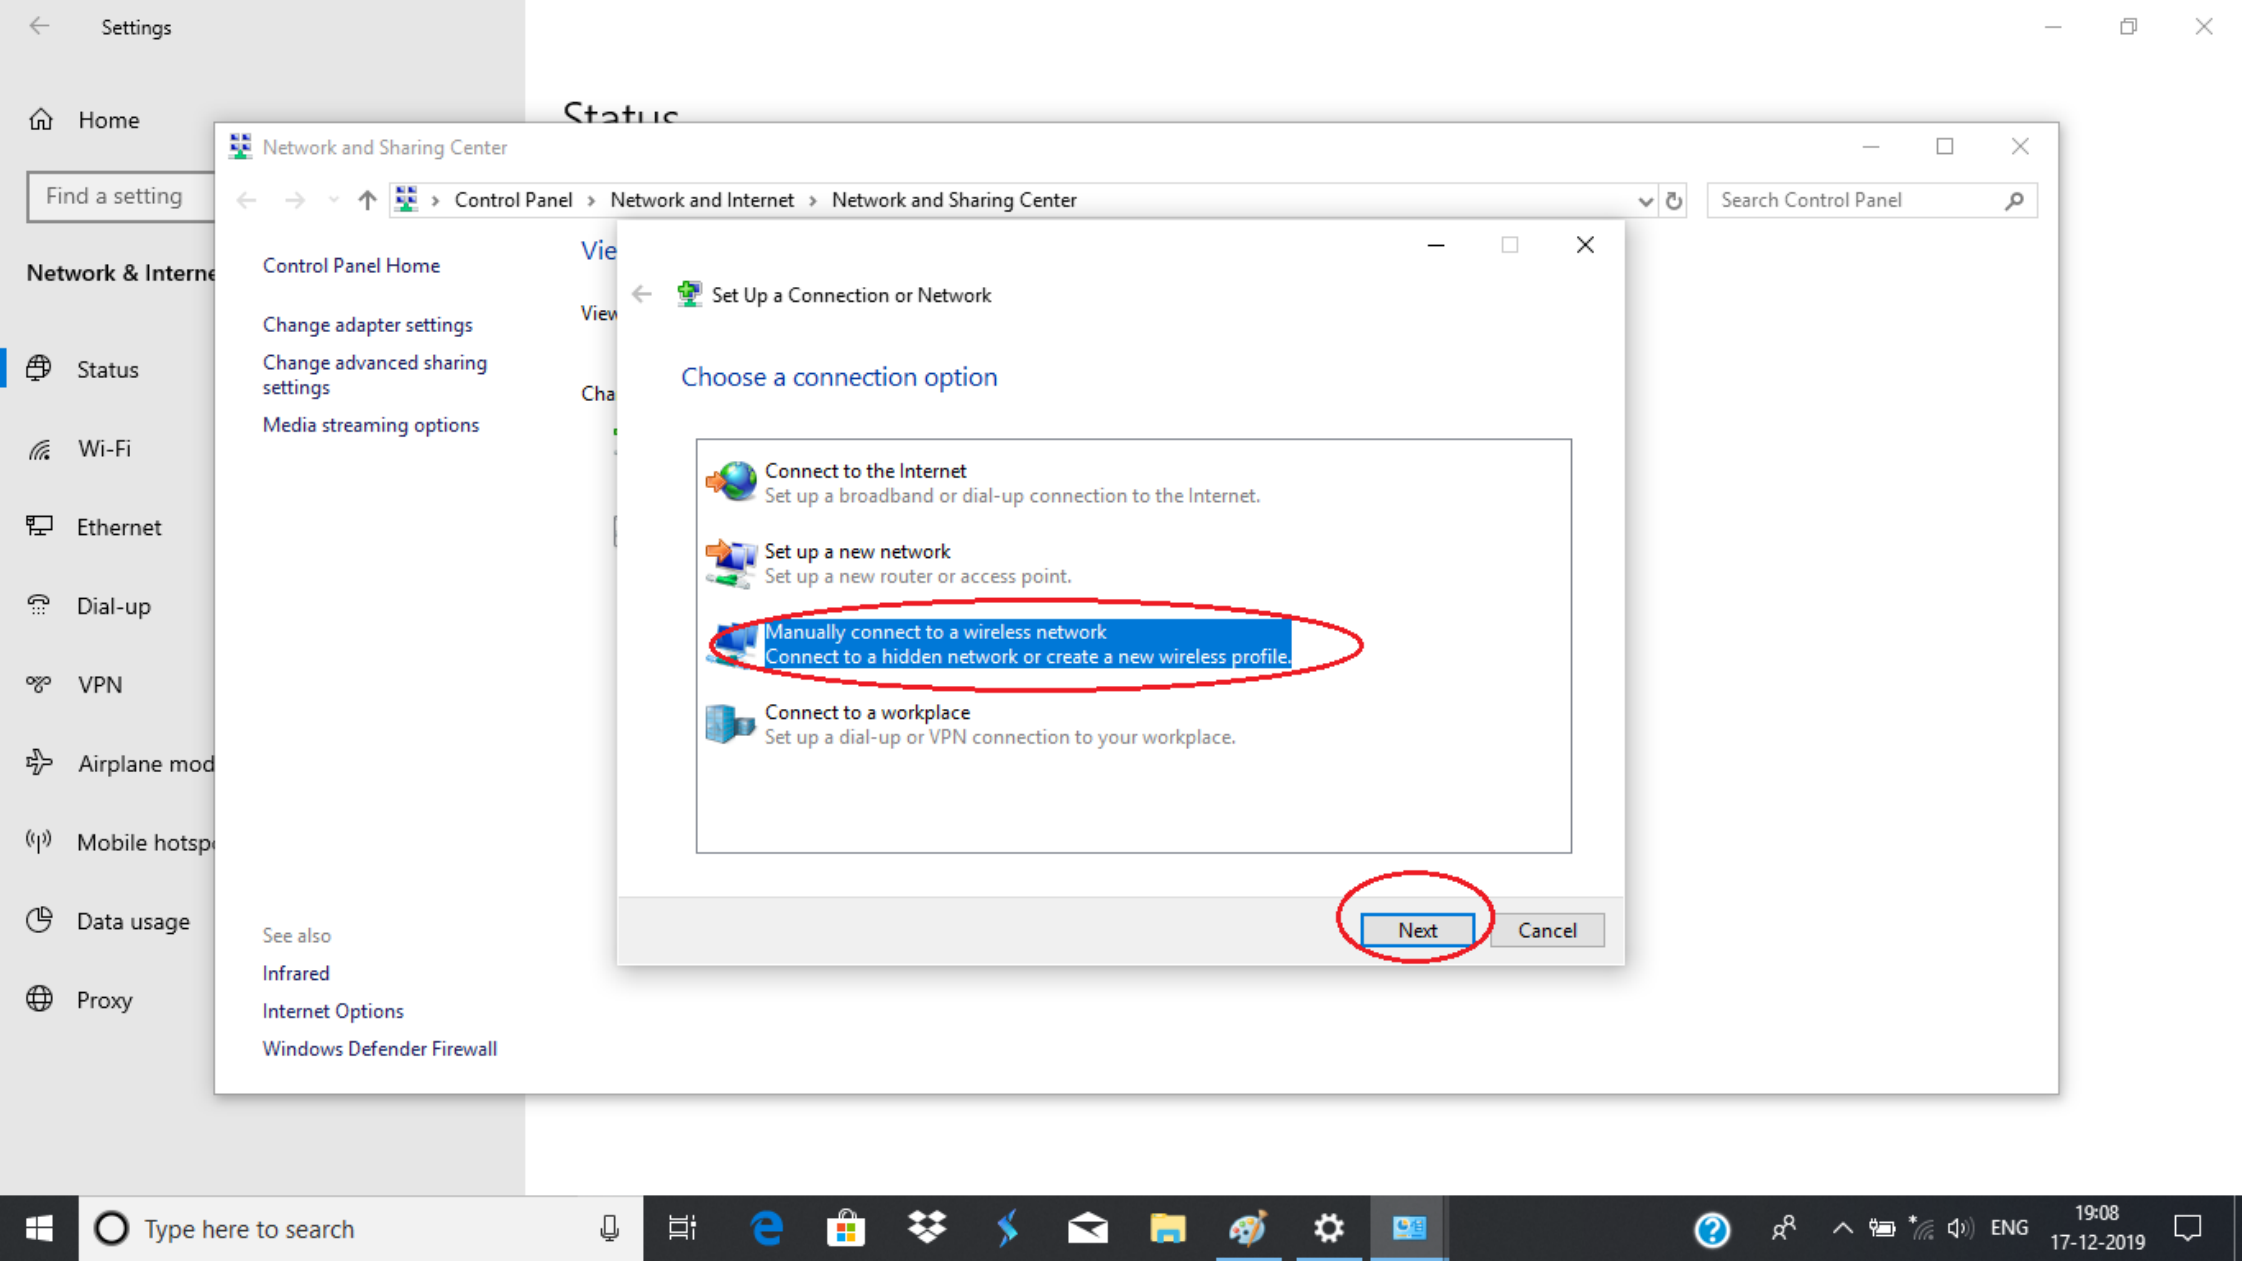 Settings
Home
Find a setting
Network & Interne
Status
Wi-Fi
Ethernet
Dial-up
VPN
Airplane mod
Mobile hotsp
Data usage
Proxy
Status
Network and Sharing Center
Control Panel > Network and Internet > Network and Sharing Center
Search Control Panel
Control Panel Home
Change adapter settings
Change advanced sharing
settings
Media streaming options
See also
Infrared
Internet Options
Windows Defender Firewall
Vie
View
Cha
Set Up a Connection or Network
Choose a connection option
Connect to the Internet
Set up a broadband or dial-up connection to the Internet.
Set up a new network
Set up a new router or access point.
Manually connect to a wireless network
Connect to a hidden network or create a new wireless profile.
Connect to a workplace
Set up a dial-up or VPN connection to your workplace.
Next
Cancel
Type here to search
ENG
19:08
17-12-2019